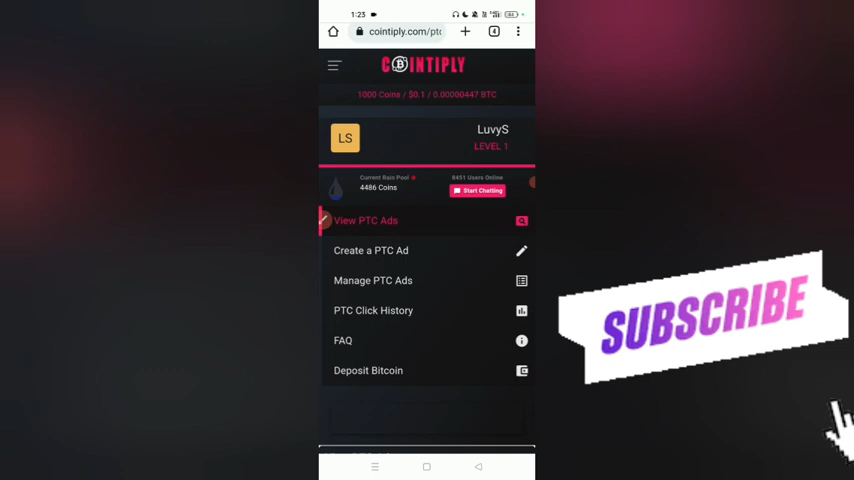 1:23
84
cointiply.com/ptc
4
COINTIPLY
1000 Coins / $0.1 / 0.00000447 BTC
LS
LuvyS
LEVEL 1
Current Rain Pool
8451 Users Online
4486 Coins
Start Chatting
View PTC Ads
Create a PTC Ad
Manage PTC Ads
PTC Click History
FAQ
Deposit Bitcoin
SUBSCRIBE